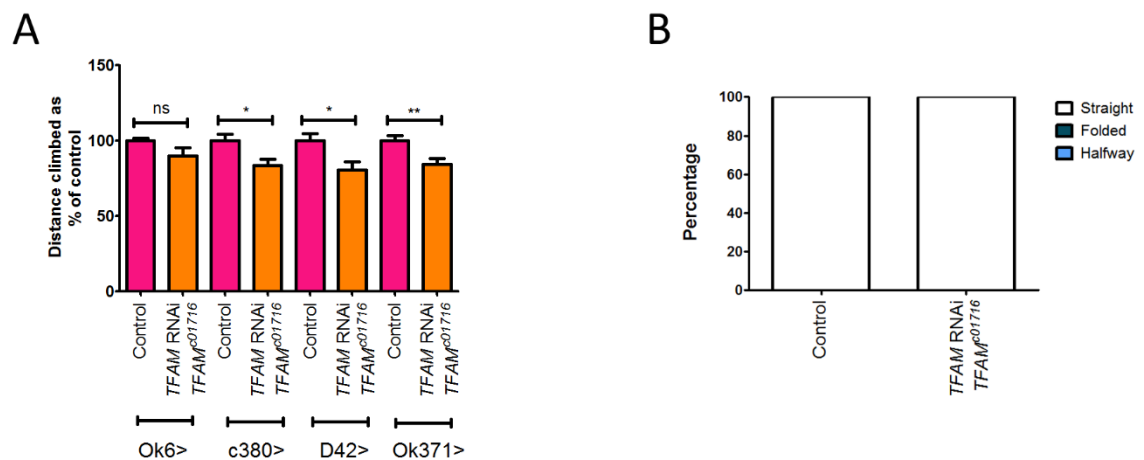 A
Distance climbed as
% of control
150
100
50
0
ns
*
*
**
Control
TFAM RNAi
TFAM^c01716
Control
TFAM RNAi
TFAM^c01716
Control
TFAM RNAi
TFAM^c01716
Control
TFAM RNAi
TFAM^c01716
Ok6>
c380>
D42>
Ok371>
B
Percentage
100
80
60
40
20
0
Control
TFAM RNAi
TFAM^c01716
Straight
Folded
Halfway